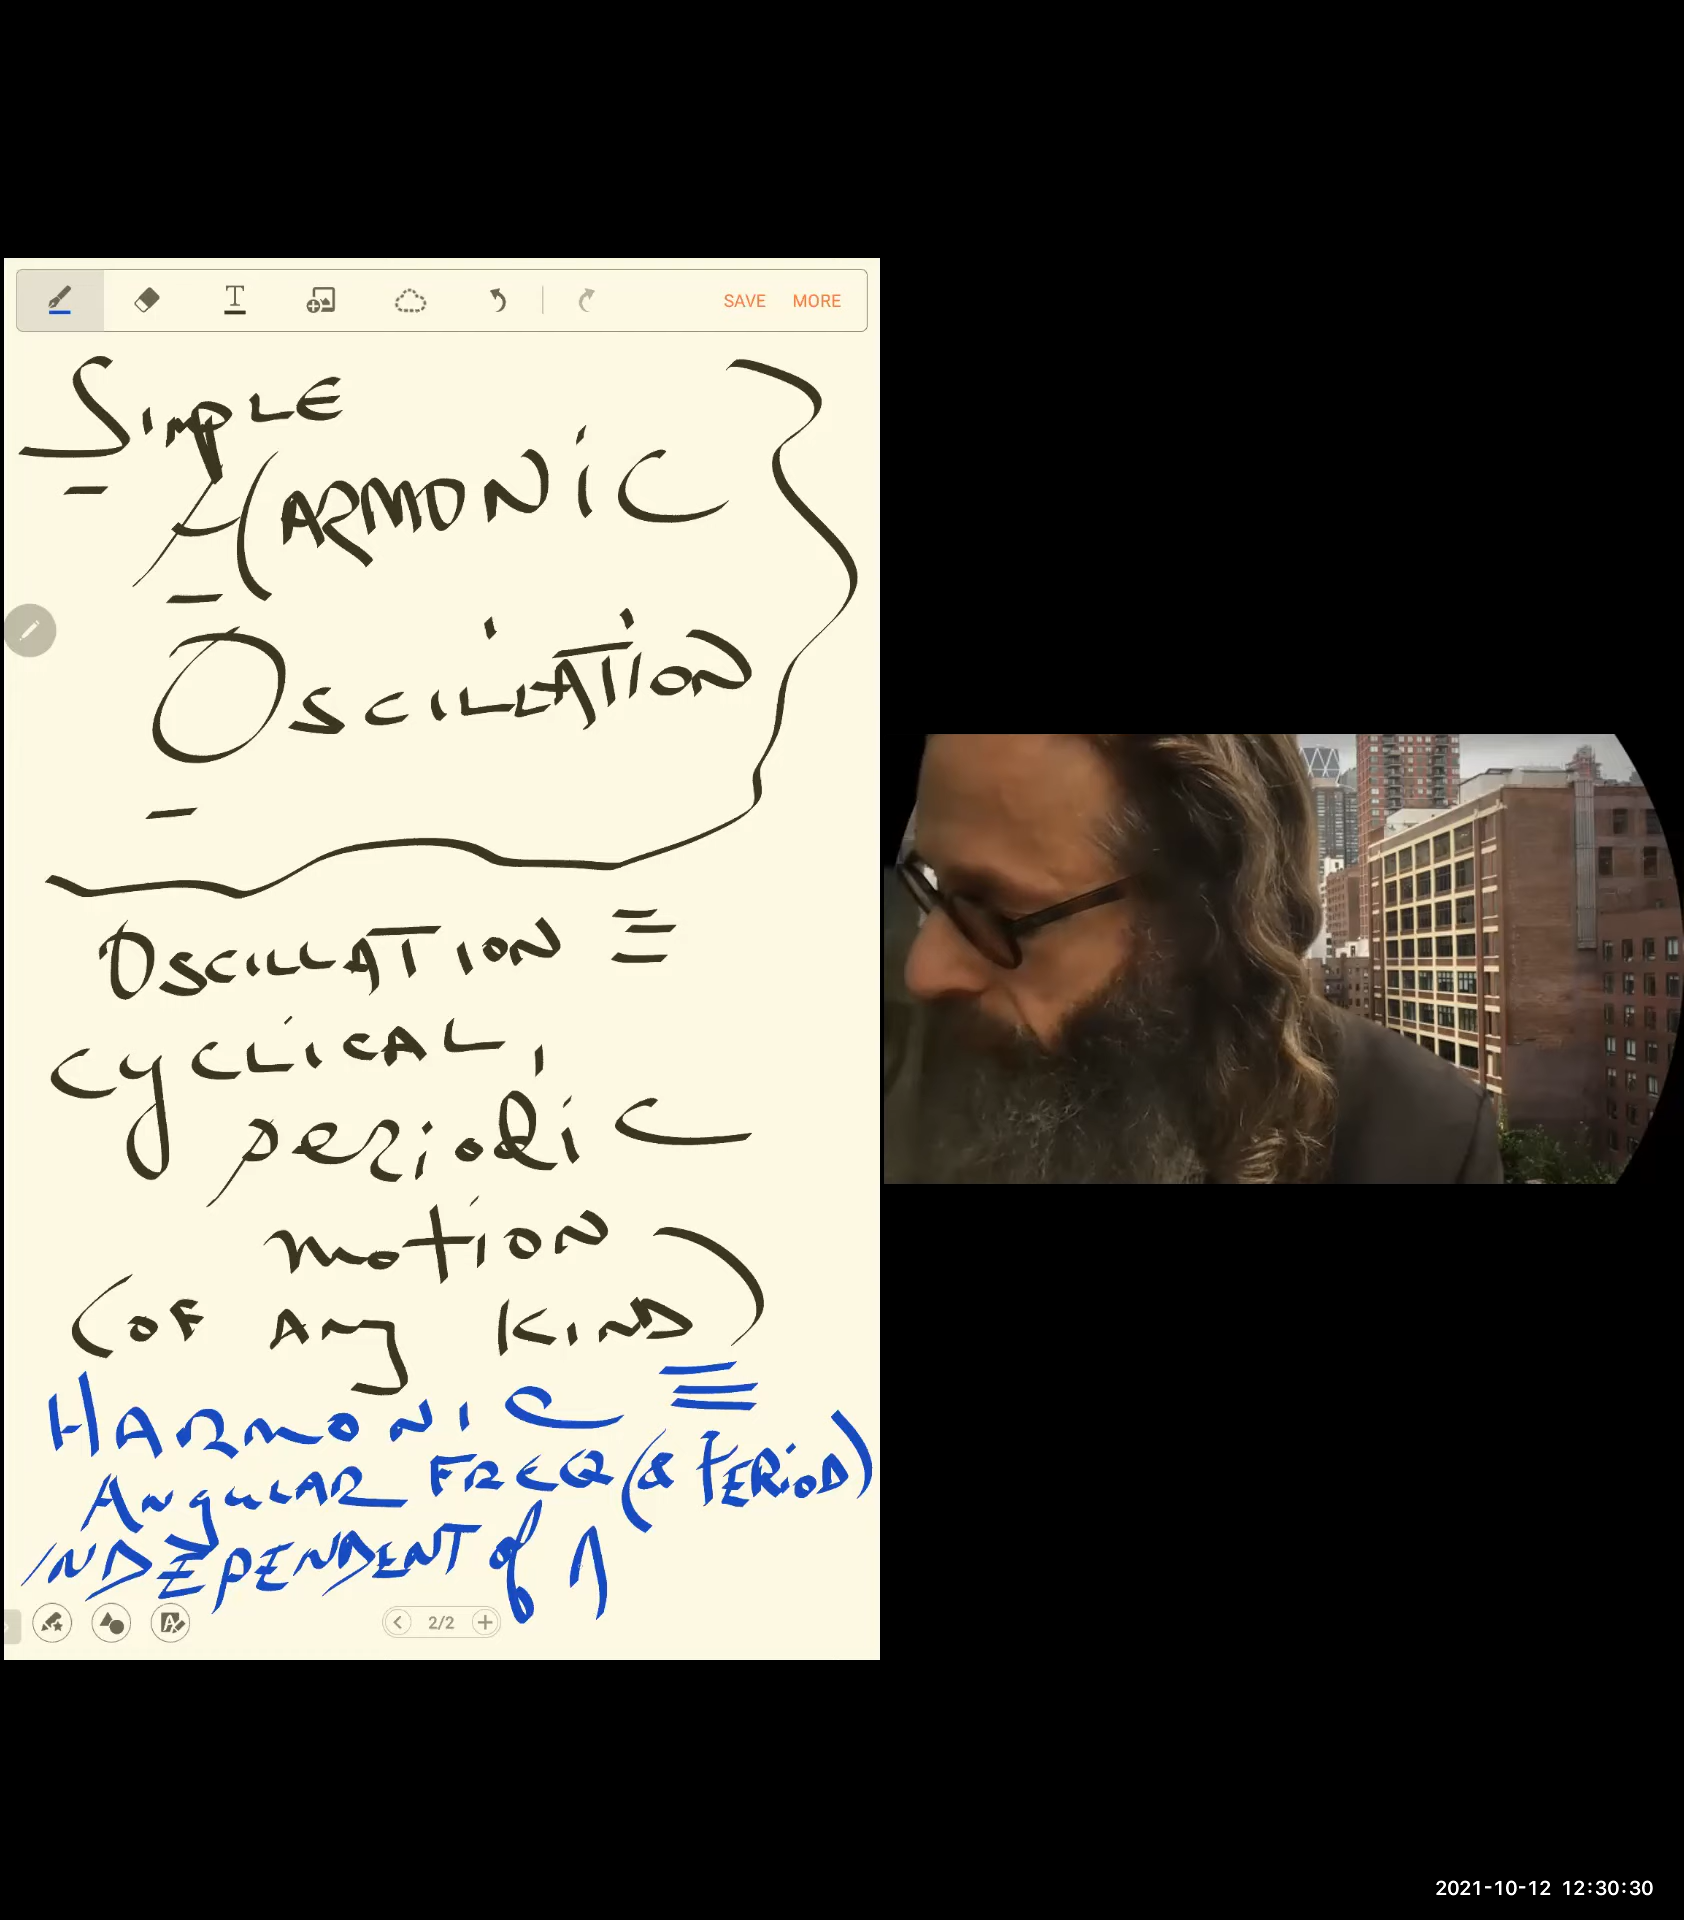 SAVE MORE
SIMPLE
HARMONIC
OSCILLATION
OSCILLATION ≡
CYCLICAL,
PERIODIC
MOTION
(OF ANY KIND)
HARMONIC ≡
ANGULAR FREQ (& PERIOD)
INDEPENDENT of A
2/2
2021-10-12 12:30:30